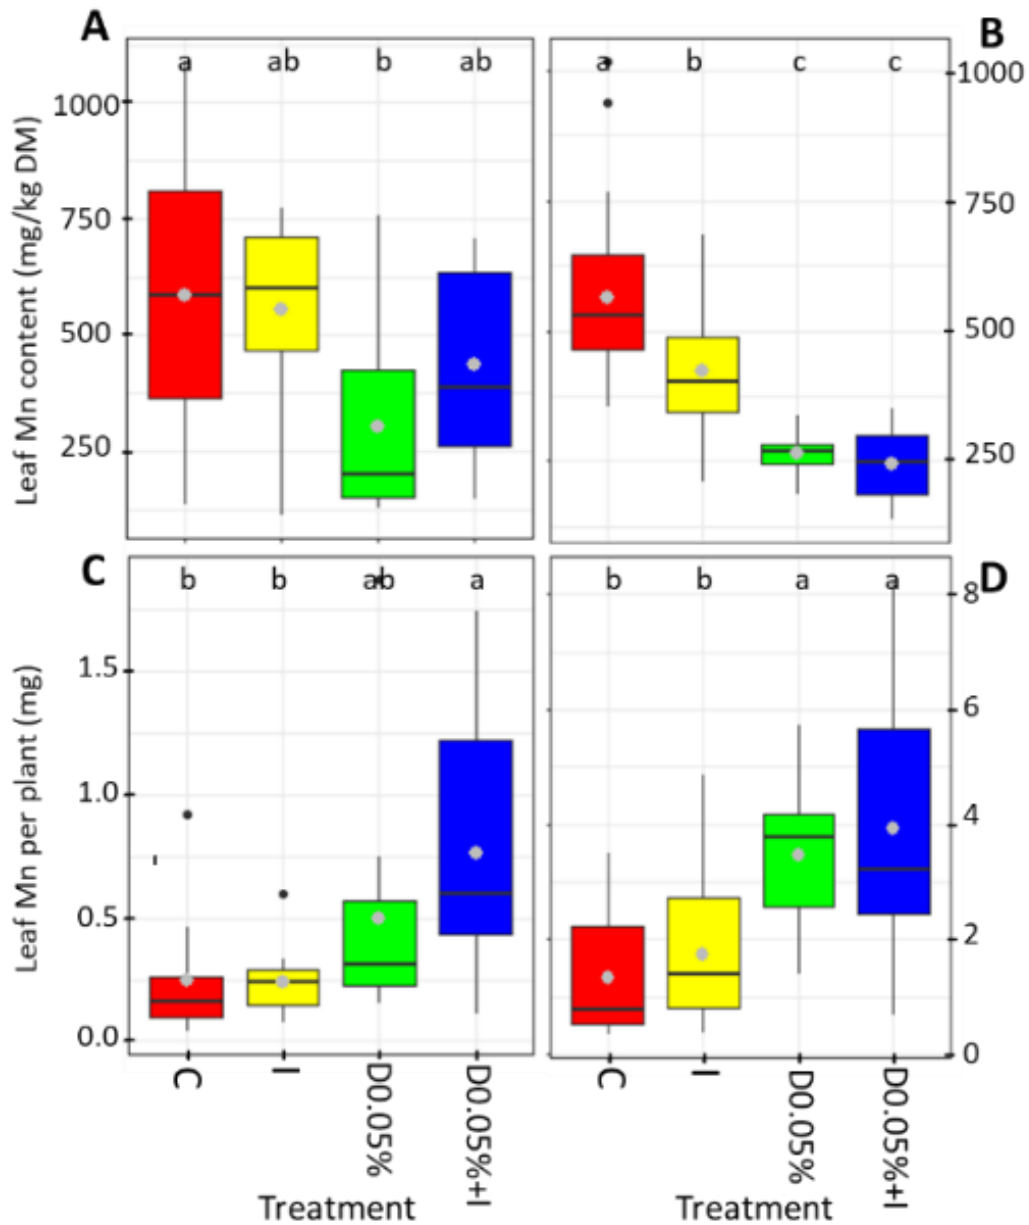 A
B
a ab b ab
a b c c
Leaf Mn content (mg/kg DM)
1000
750
500
250
1000
750
500
250
C
D
b b ab a
b b a a
Leaf Mn per plant (mg)
1.5
1.0
0.5
0.0
8
6
4
2
0
C I D0.05% D0.05%+I
C I D0.05% D0.05%+I
Treatment
Treatment